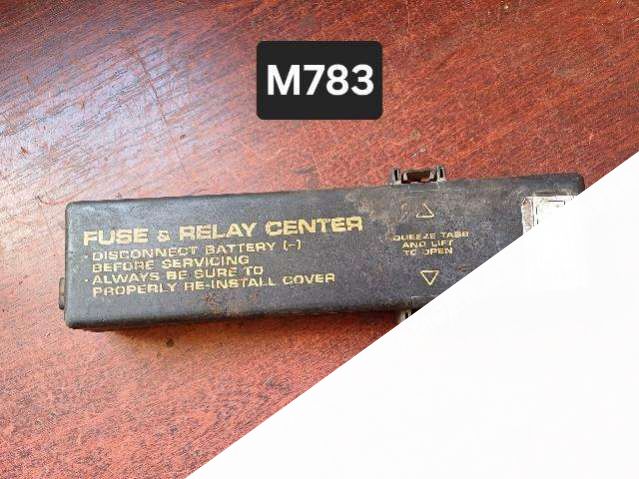 M783
FUSE & RELAY CENTER
• DISCONNECT BATTERY (-)
BEFORE SERVICING
• ALWAYS BE SURE TO
PROPERLY RE-INSTALL COVER
SQUEEZE TABS
AND LIFT
TO OPEN